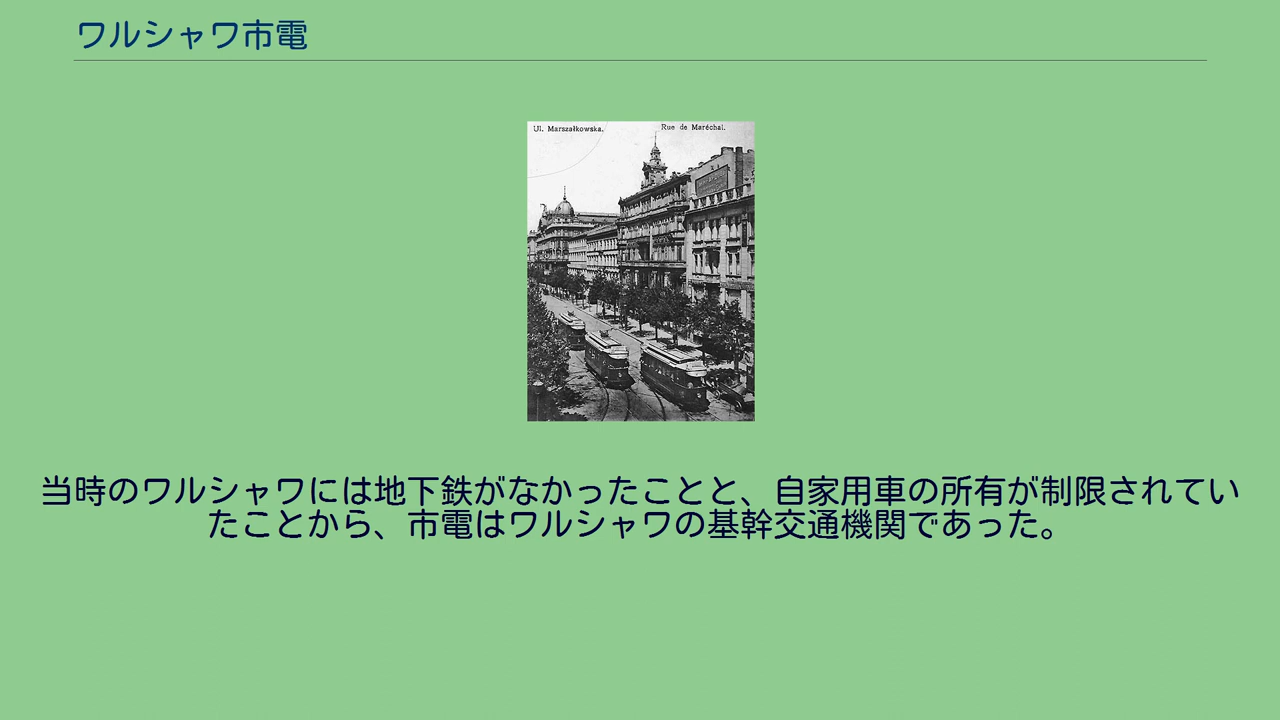 ワルシャワ市電
Ul. Marszałkowska. Rue de Maréchal.
当時のワルシャワには地下鉄がなかったことと、自家用車の所有が制限されてい
たことから、市電はワルシャワの基幹交通機関であった。